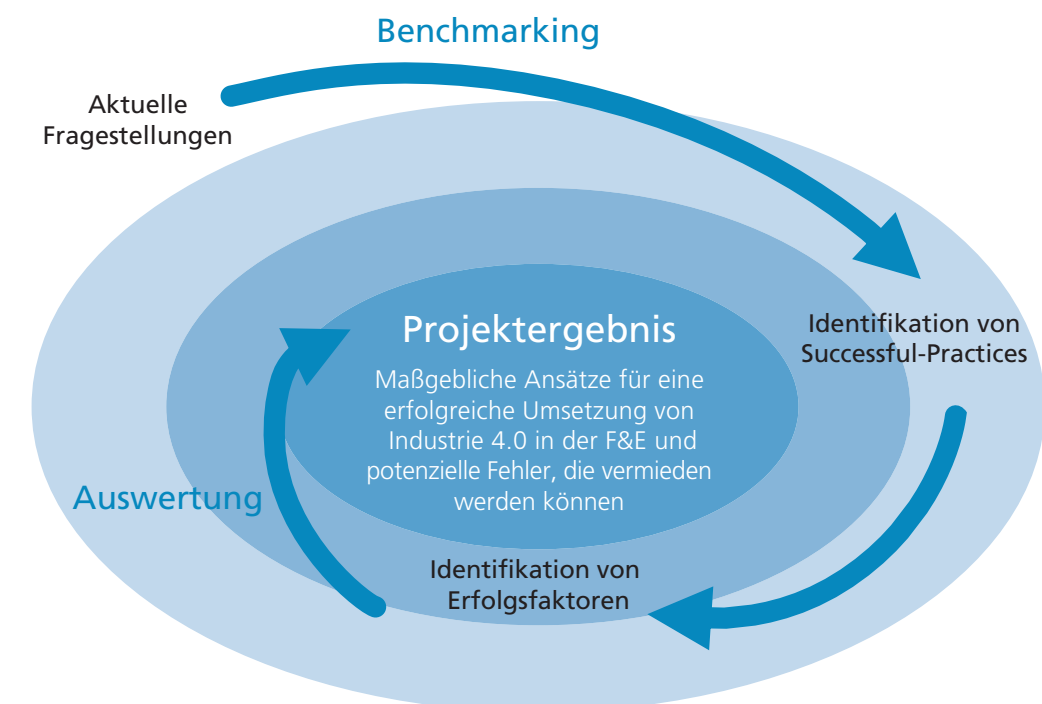 Benchmarking
Aktuelle
Fragestellungen
Identifikation von
Successful-Practices
Projektergebnis
Maßgebliche Ansätze für eine
erfolgreiche Umsetzung von
Industrie 4.0 in der F&E und
potenzielle Fehler, die vermieden
werden können
Auswertung
Identifikation von
Erfolgsfaktoren